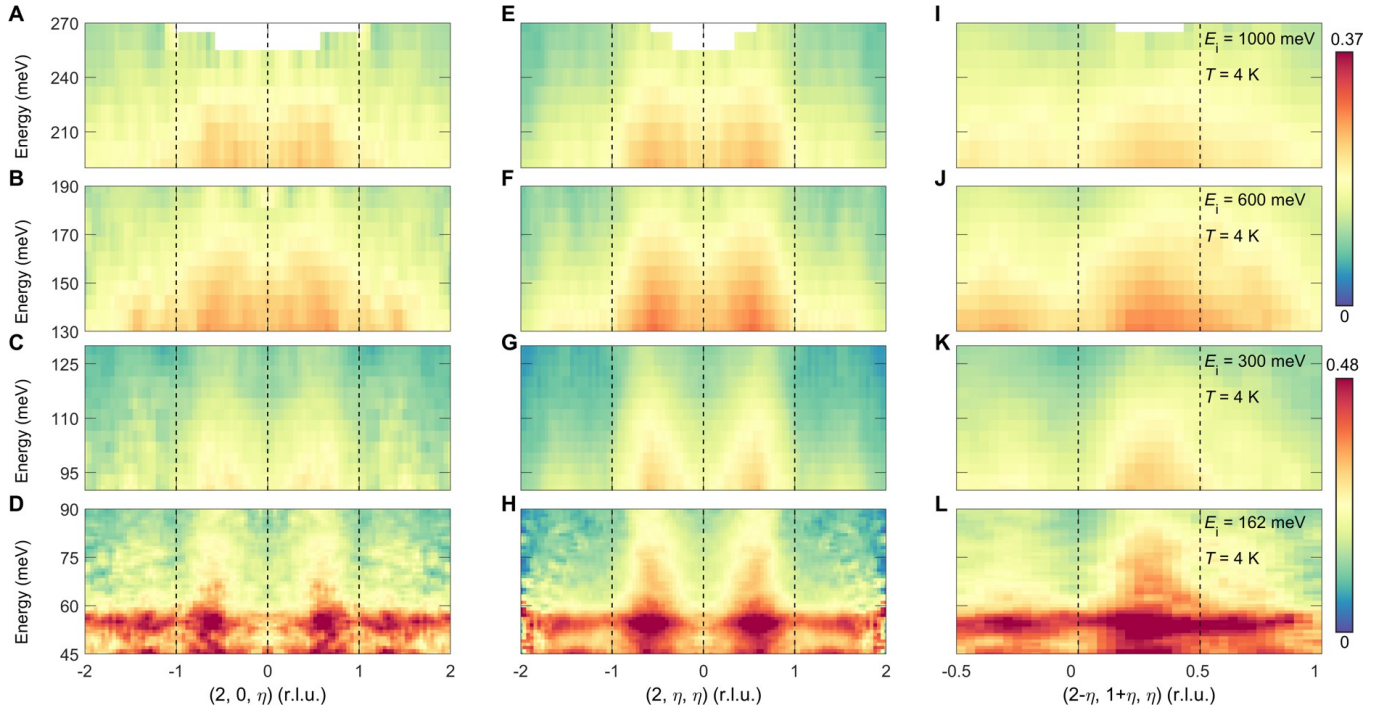 A
E
I
270
240
210
Energy (meV)
Ei = 1000 meV
T = 4 K
0.37
0
B
F
J
190
170
150
130
Energy (meV)
Ei = 600 meV
T = 4 K
C
G
K
125
110
95
Energy (meV)
Ei = 300 meV
T = 4 K
0.48
0
D
H
L
90
75
60
45
Energy (meV)
Ei = 162 meV
T = 4 K
-2 -1 0 1 2
-2 -1 0 1 2
-0.5 0 0.5 1
(2, 0, η) (r.l.u.)
(2, η, η) (r.l.u.)
(2-η, 1+η, η) (r.l.u.)